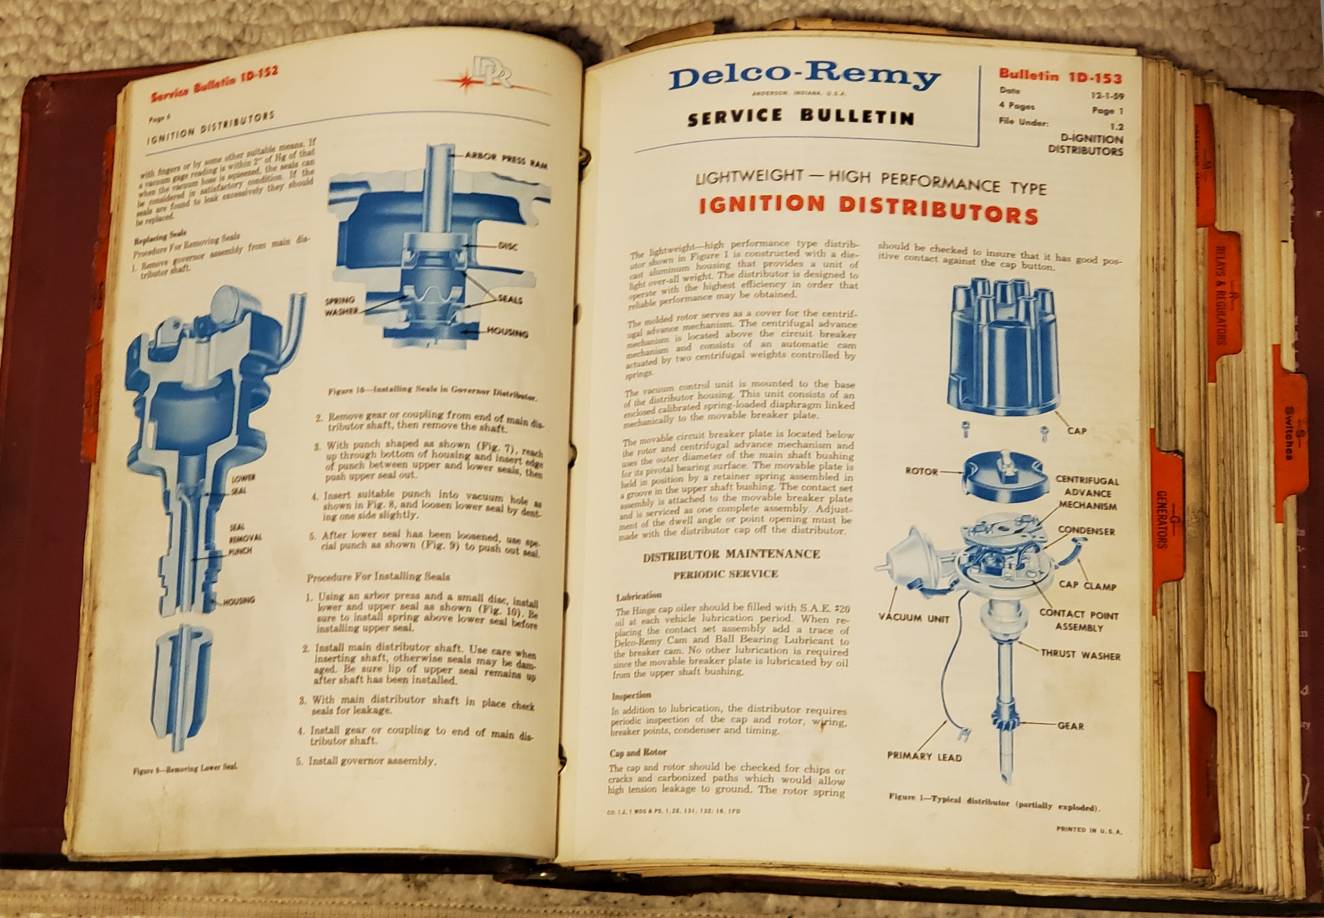 Service Bulletin 1D-152
DR
Page 6
IGNITION DISTRIBUTORS
with fingers or by some other suitable means. If
a vacuum gage reading is within 2" of Hg of that
when the vacuum hose is squeezed, the seals can
be considered in satisfactory condition. If the
seals are found to leak excessively they should
be replaced.
Replacing Seals
Procedure For Removing Seals
1. Remove governor assembly from main dis-
tributor shaft.
LOWER
SEAL
SEAL
REMOVAL
PUNCH
HOUSING
Figure 9—Removing Lower Seal.
ARBOR PRESS RAM
DISC
SPRING
WASHER
SEALS
HOUSING
Figure 10—Installing Seals in Governor Distributor.
2. Remove gear or coupling from end of main dis-
tributor shaft, then remove the shaft.
3. With punch shaped as shown (Fig. 7), reach
up through bottom of housing and insert edge
of punch between upper and lower seals, then
push upper seal out.
4. Insert suitable punch into vacuum hole as
shown in Fig. 8, and loosen lower seal by dent-
ing one side slightly.
5. After lower seal has been loosened, use spe-
cial punch as shown (Fig. 9) to push out seal.
Procedure For Installing Seals
1. Using an arbor press and a small disc, install
lower and upper seal as shown (Fig. 10). Be
sure to install spring above lower seal before
installing upper seal.
2. Install main distributor shaft. Use care when
inserting shaft, otherwise seals may be dam-
aged. Be sure lip of upper seal remains up
after shaft has been installed.
3. With main distributor shaft in place check
seals for leakage.
4. Install gear or coupling to end of main dis-
tributor shaft.
5. Install governor assembly.
Delco-Remy
ANDERSON, INDIANA, U.S.A.
SERVICE BULLETIN
Bulletin 1D-153
Date 12-1-59
4 Pages Page 1
File Under: 1.2
D-IGNITION
DISTRIBUTORS
LIGHTWEIGHT — HIGH PERFORMANCE TYPE
IGNITION DISTRIBUTORS
The lightweight—high performance type distrib-
utor shown in Figure 1 is constructed with a die-
cast aluminum housing that provides a unit of
light over-all weight. The distributor is designed to
operate with the highest efficiency in order that
reliable performance may be obtained.
The molded rotor serves as a cover for the centrif-
ugal advance mechanism. The centrifugal advance
mechanism is located above the circuit breaker
mechanism and consists of an automatic cam
actuated by two centrifugal weights controlled by
springs.
The vacuum control unit is mounted to the base
of the distributor housing. This unit consists of an
enclosed calibrated spring-loaded diaphragm linked
mechanically to the movable breaker plate.
The movable circuit breaker plate is located below
the rotor and centrifugal advance mechanism and
uses the outer diameter of the main shaft bushing
for its pivotal bearing surface. The movable plate is
held in position by a retainer spring assembled in
a groove in the upper shaft bushing. The contact set
assembly is attached to the movable breaker plate
and is serviced as one complete assembly. Adjust-
ment of the dwell angle or point opening must be
made with the distributor cap off the distributor.
DISTRIBUTOR MAINTENANCE
PERIODIC SERVICE
Lubrication
The Hinge cap oiler should be filled with S.A.E. #20
oil at each vehicle lubrication period. When re-
placing the contact set assembly add a trace of
Delco-Remy Cam and Ball Bearing Lubricant to
the breaker cam. No other lubrication is required
since the movable breaker plate is lubricated by oil
from the upper shaft bushing.
Inspection
In addition to lubrication, the distributor requires
periodic inspection of the cap and rotor, wiring,
breaker points, condenser and timing.
Cap and Rotor
The cap and rotor should be checked for chips or
cracks and carbonized paths which would allow
high tension leakage to ground. The rotor spring
should be checked to insure that it has good pos-
itive contact against the cap button.
CAP
ROTOR
CENTRIFUGAL
ADVANCE
MECHANISM
CONDENSER
CAP CLAMP
VACUUM UNIT
CONTACT POINT
ASSEMBLY
THRUST WASHER
GEAR
PRIMARY LEAD
Figure 1—Typical distributor (partially exploded).
PRINTED IN U.S.A.
—R—
RELAYS & REGULATORS
—S—
Switches
—G—
GENERATORS